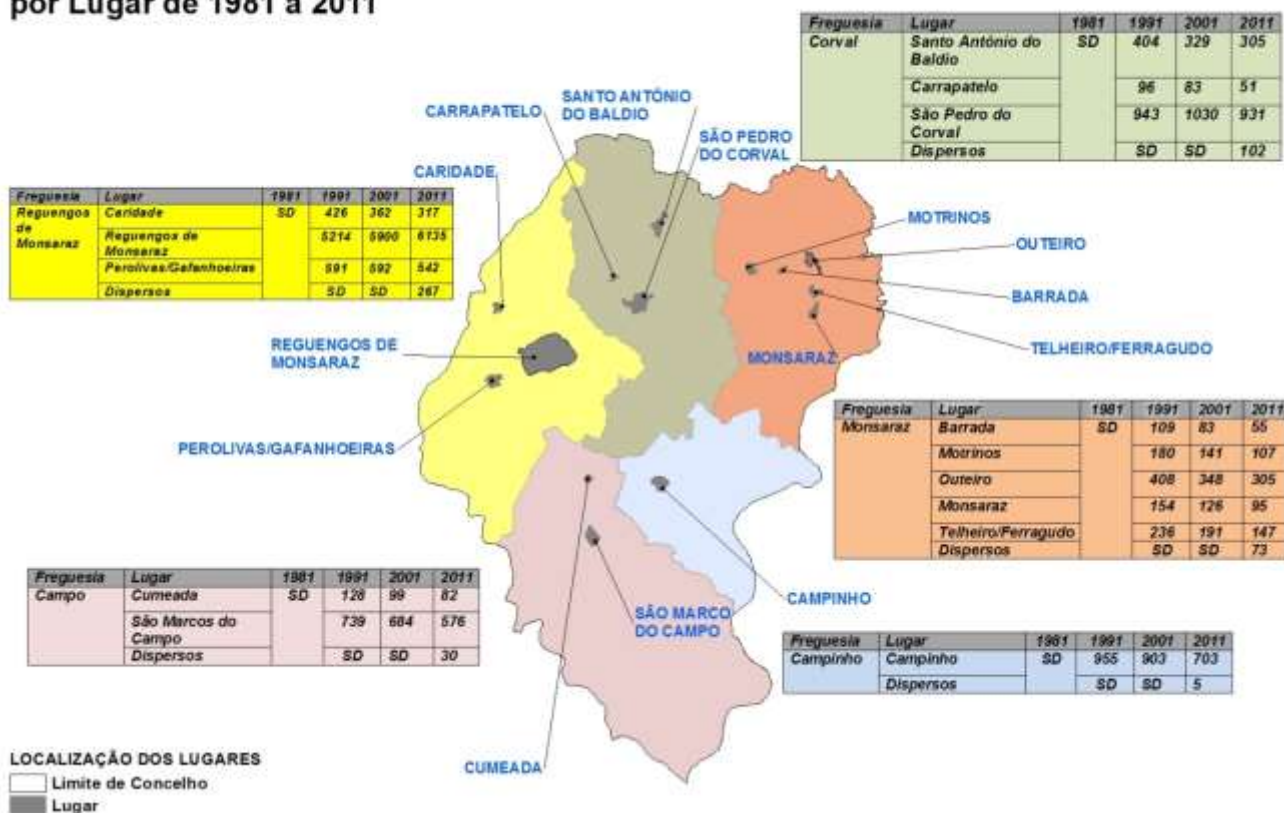 por Lugar de 1981 a 2011
Freguesia Lugar 1981 1991 2001 2011
Corval Santo António do Baldio SD 404 329 305
Carrapatelo 96 83 51
São Pedro do Corval 943 1030 931
Dispersos SD SD 102
SANTO ANTÓNIO
DO BALDIO
CARRAPATELO
SÃO PEDRO
DO CORVAL
CARIDADE
Freguesia Lugar 1981 1991 2001 2011
Reguengos de Monsaraz Caridade SD 426 362 317
Reguengos de Monsaraz 5214 5900 6135
Perolivas/Gafanhoeiras 591 592 542
Dispersos SD SD 267
MOTRINOS
OUTEIRO
BARRADA
TELHEIRO/FERRAGUDO
MONSARAZ
REGUENGOS DE
MONSARAZ
PEROLIVAS/GAFANHOEIRAS
Freguesia Lugar 1981 1991 2001 2011
Monsaraz Barrada SD 109 83 55
Motrinos 180 141 107
Outeiro 408 348 305
Monsaraz 154 126 95
Telheiro/Ferragudo 236 191 147
Dispersos SD SD 73
Freguesia Lugar 1981 1991 2001 2011
Campo Cumeada SD 128 99 82
São Marcos do Campo 739 684 576
Dispersos SD SD 30
CAMPINHO
SÃO MARCO
DO CAMPO
Freguesia Lugar 1981 1991 2001 2011
Campinho Campinho SD 955 903 703
Dispersos SD SD 5
CUMEADA
LOCALIZAÇÃO DOS LUGARES
Limite de Concelho
Lugar